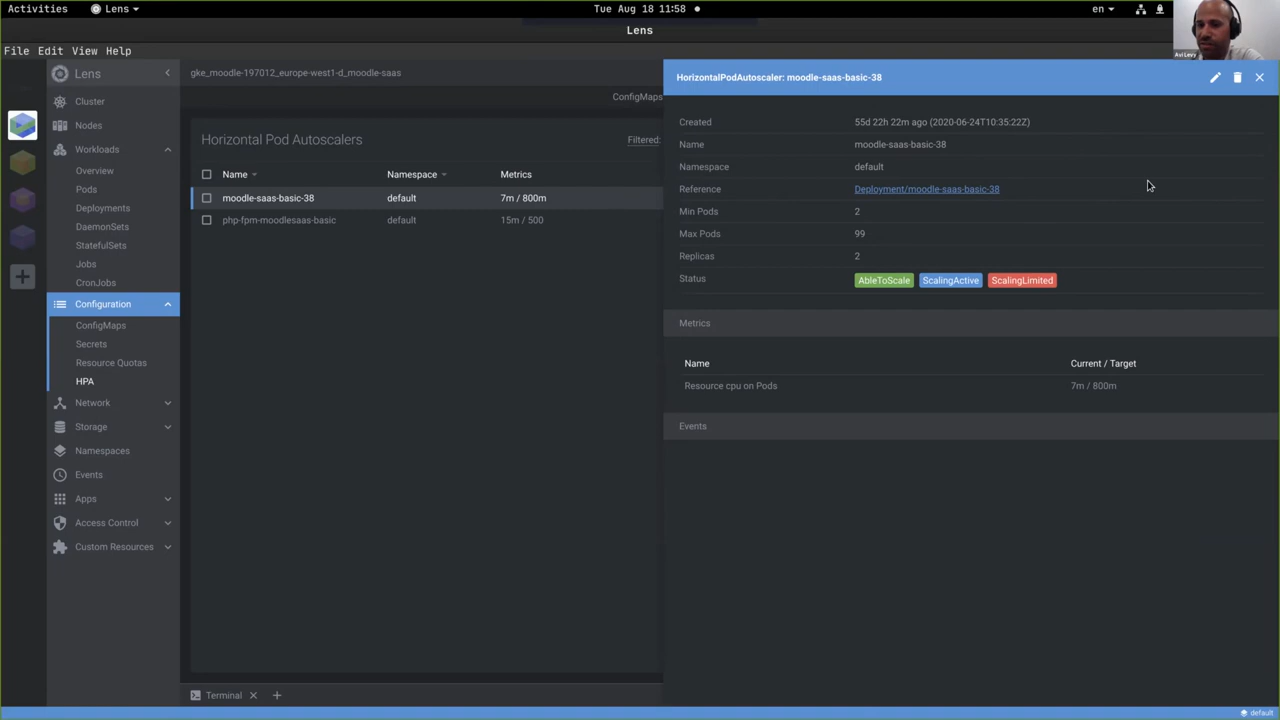 Activities
Lens
Tue Aug 18 11:58
en
Lens
Avi Levy
File Edit View Help
Lens
gke_moodle-197012_europe-west1-d_moodle-saas
HorizontalPodAutoscaler: moodle-saas-basic-38
Cluster
Nodes
Workloads
Overview
Pods
Deployments
DaemonSets
StatefulSets
Jobs
CronJobs
Configuration
ConfigMaps
Secrets
Resource Quotas
HPA
Network
Storage
Namespaces
Events
Apps
Access Control
Custom Resources
ConfigMaps
Horizontal Pod Autoscalers
Filtered:
Name Namespace Metrics
moodle-saas-basic-38 default 7m / 800m
php-fpm-moodlesaas-basic default 15m / 500
Created 55d 22h 22m ago (2020-06-24T10:35:22Z)
Name moodle-saas-basic-38
Namespace default
Reference Deployment/moodle-saas-basic-38
Min Pods 2
Max Pods 99
Replicas 2
Status AbleToScale ScalingActive ScalingLimited
Metrics
Name Current / Target
Resource cpu on Pods 7m / 800m
Events
Terminal
default